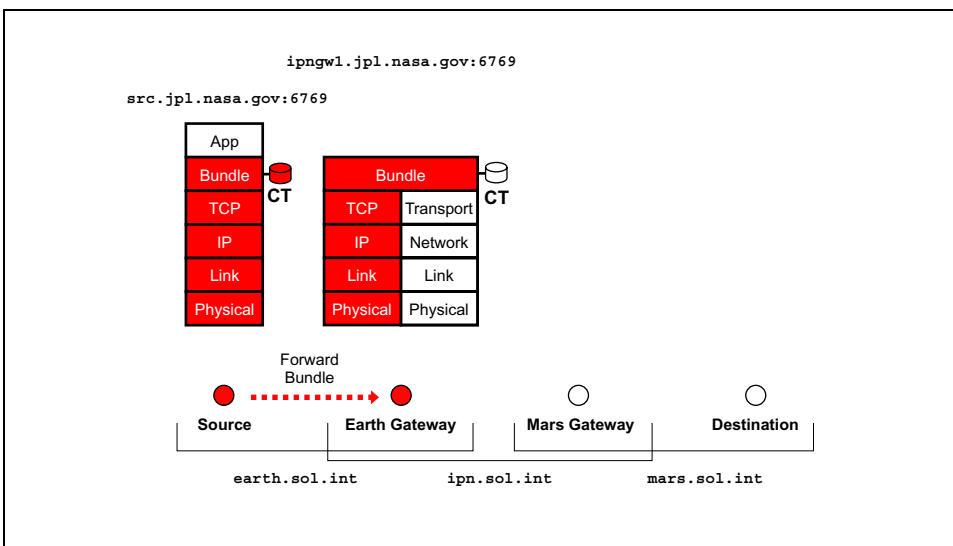 ipngw1.jpl.nasa.gov:6769
src.jpl.nasa.gov:6769
App
Bundle
CT
TCP
IP
Link
Physical
Bundle
CT
TCP Transport
IP Network
Link Link
Physical Physical
Forward
Bundle
Source Earth Gateway Mars Gateway Destination
earth.sol.int ipn.sol.int mars.sol.int